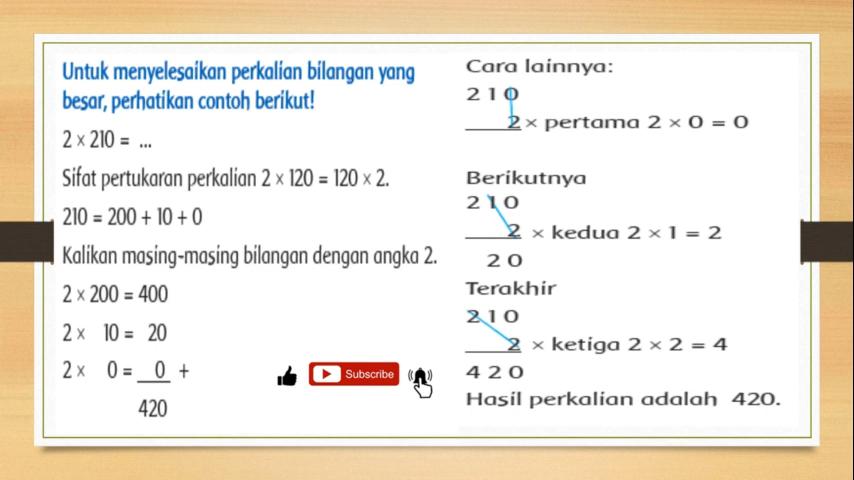 Untuk menyelesaikan perkalian bilangan yang
besar, perhatikan contoh berikut!
2 × 210 = ...
Sifat pertukaran perkalian 2 × 120 = 120 × 2.
210 = 200 + 10 + 0
Kalikan masing-masing bilangan dengan angka 2.
2 × 200 = 400
2 × 10 = 20
2 × 0 = 0 +
420
Subscribe
Cara lainnya:
2 1 0
2 × pertama 2 × 0 = 0
Berikutnya
2 1 0
2 × kedua 2 × 1 = 2
2 0
Terakhir
2 1 0
2 × ketiga 2 × 2 = 4
4 2 0
Hasil perkalian adalah 420.